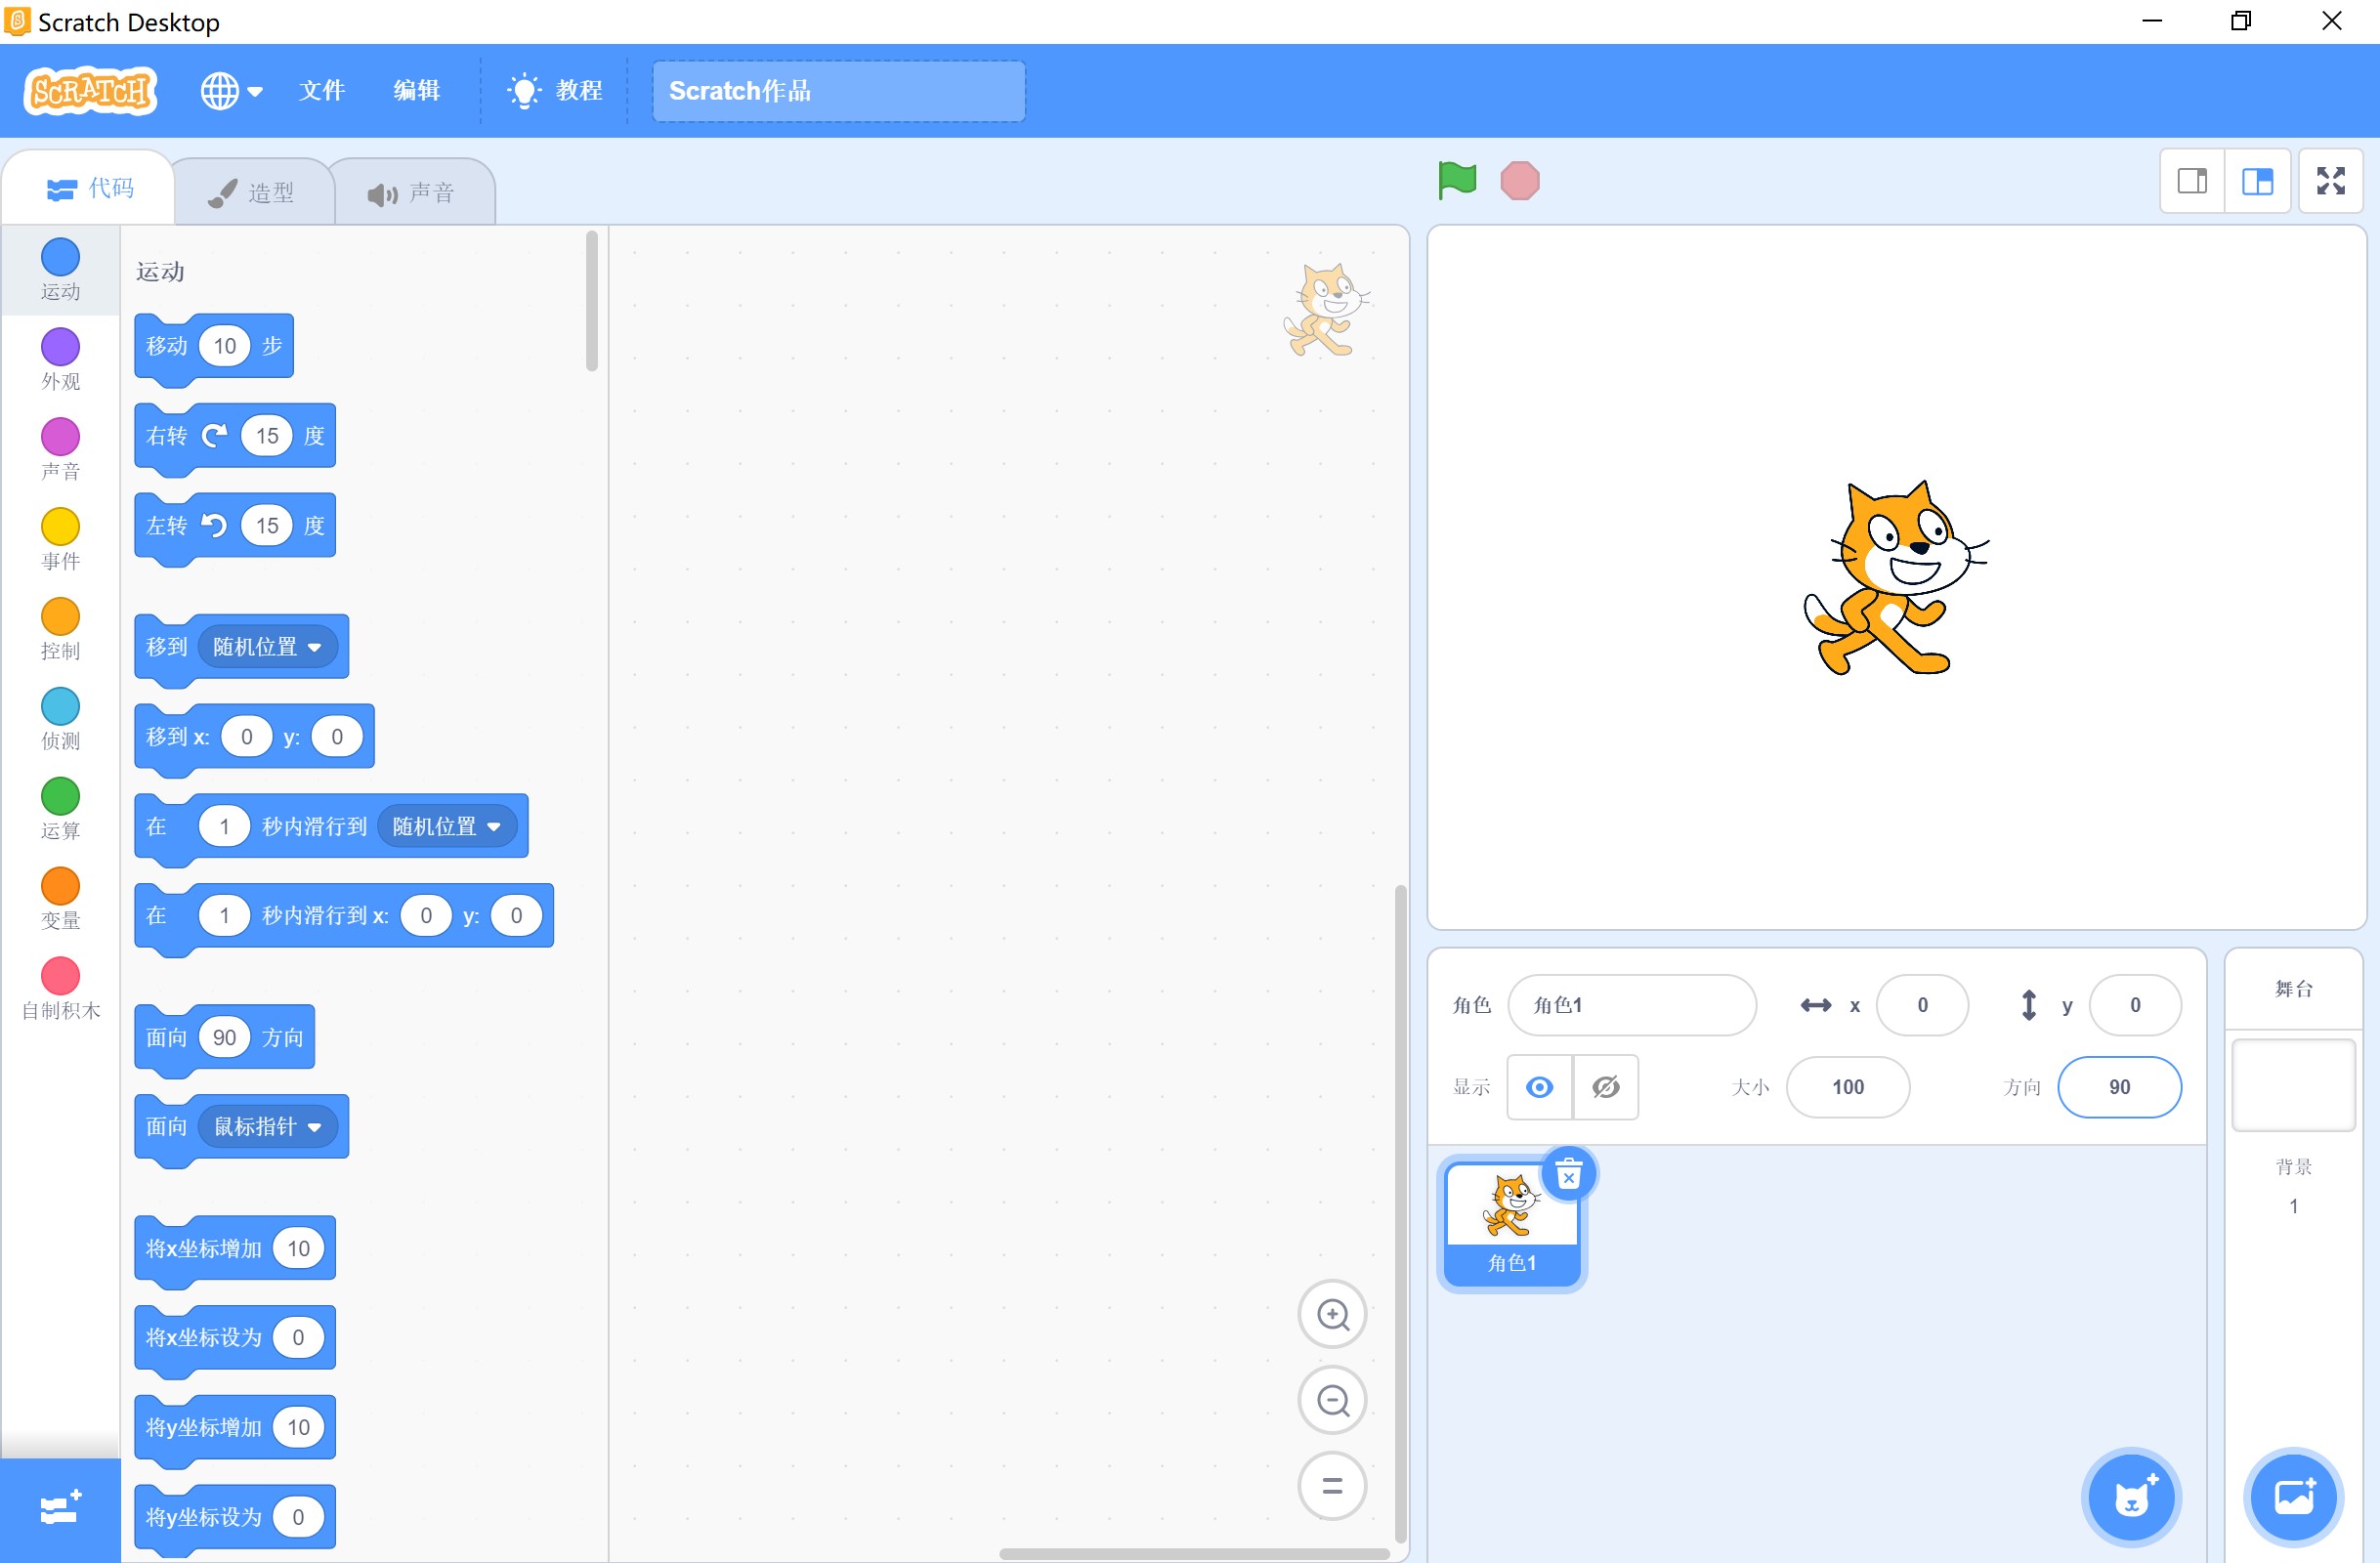 Scratch Desktop
SCRATCH
文件 编辑 教程 Scratch作品
代码 造型 声音
运动
外观
声音
事件
控制
侦测
运算
变量
自制积木
运动
移动 10 步
右转 15 度
左转 15 度
移到 随机位置
移到 x: 0 y: 0
在 1 秒内滑行到 随机位置
在 1 秒内滑行到 x: 0 y: 0
面向 90 方向
面向 鼠标指针
将x坐标增加 10
将x坐标设为 0
将y坐标增加 10
将y坐标设为 0
角色 角色1 x 0 y 0
显示 大小 100 方向 90
角色1
舞台
背景
1